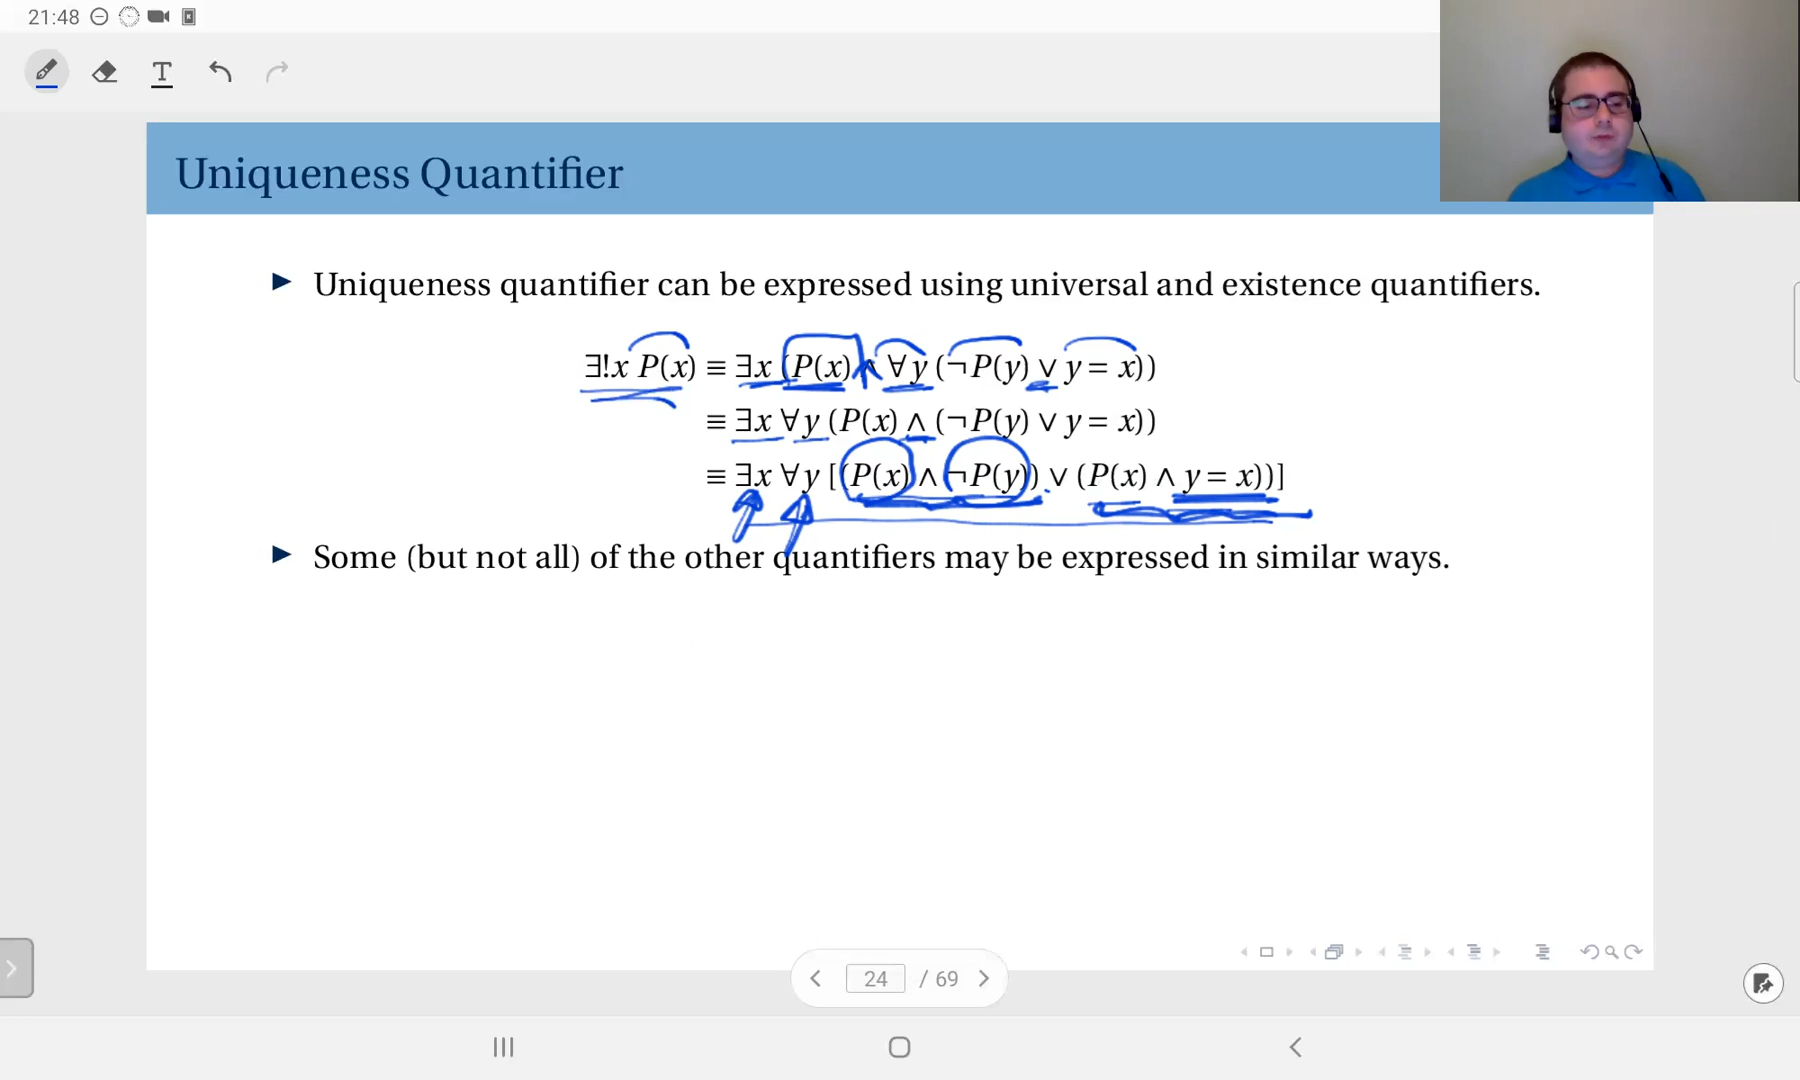 21:48
T
Uniqueness Quantifier
▶ Uniqueness quantifier can be expressed using universal and existence quantifiers.
∃!x P(x) ≡ ∃x (P(x) ∧ ∀y (¬P(y) ∨ y = x))
≡ ∃x ∀y (P(x) ∧ (¬P(y) ∨ y = x))
≡ ∃x ∀y [(P(x) ∧ ¬P(y)) ∨ (P(x) ∧ y = x))]
▶ Some (but not all) of the other quantifiers may be expressed in similar ways.
24 / 69